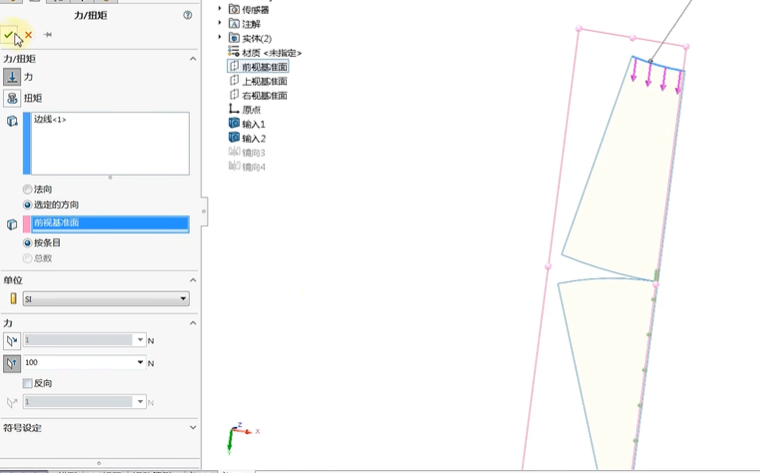 力/扭矩
力/扭矩
力
扭矩
边线<1>
法向
选定的方向
前视基准面
按条目
总数
单位
SI
力
1 N
100 N
反向
1 N
符号设定
传感器
注解
实体(2)
材质 <未指定>
前视基准面
上视基准面
右视基准面
原点
输入1
输入2
镜向3
镜向4
Z
X
Y